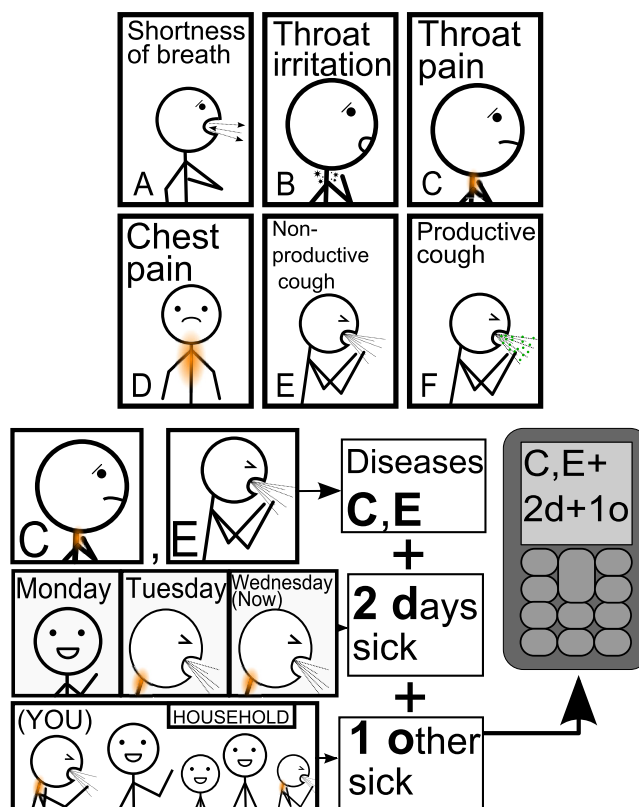 Shortness
of breath
A
Throat
irritation
B
Throat
pain
C
Chest
pain
D
Non-
productive
cough
E
Productive
cough
F
C
,
E
Diseases
C,E
+
Monday
Tuesday
Wednesday
(Now)
2 days
sick
+
(YOU)
HOUSEHOLD
1 other
sick
C,E+
2d+1o